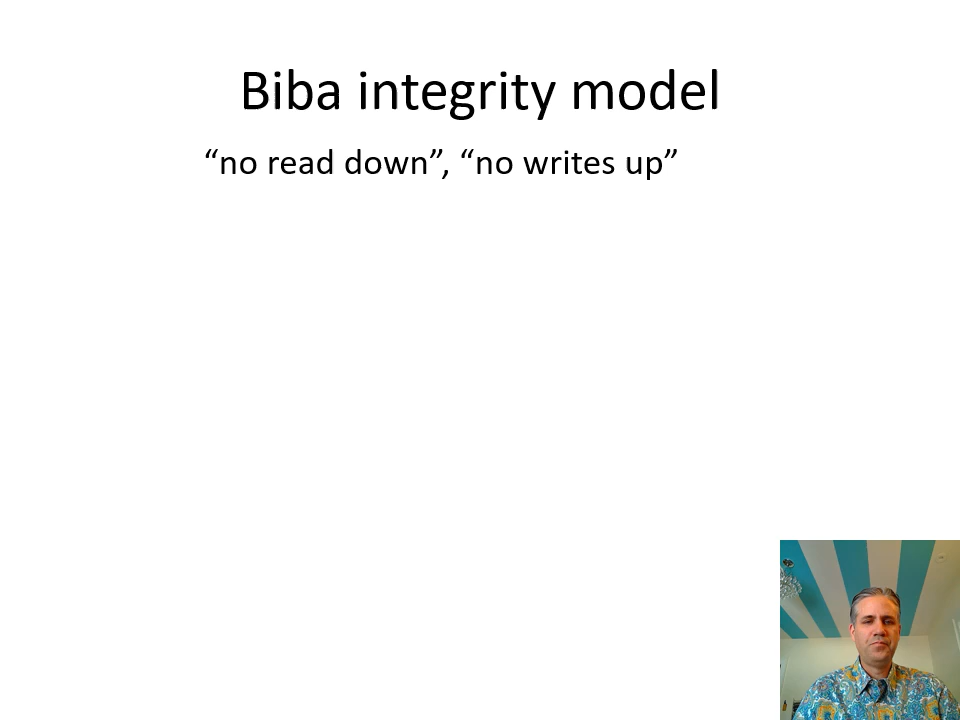 Biba integrity model
“no read down”, “no writes up”